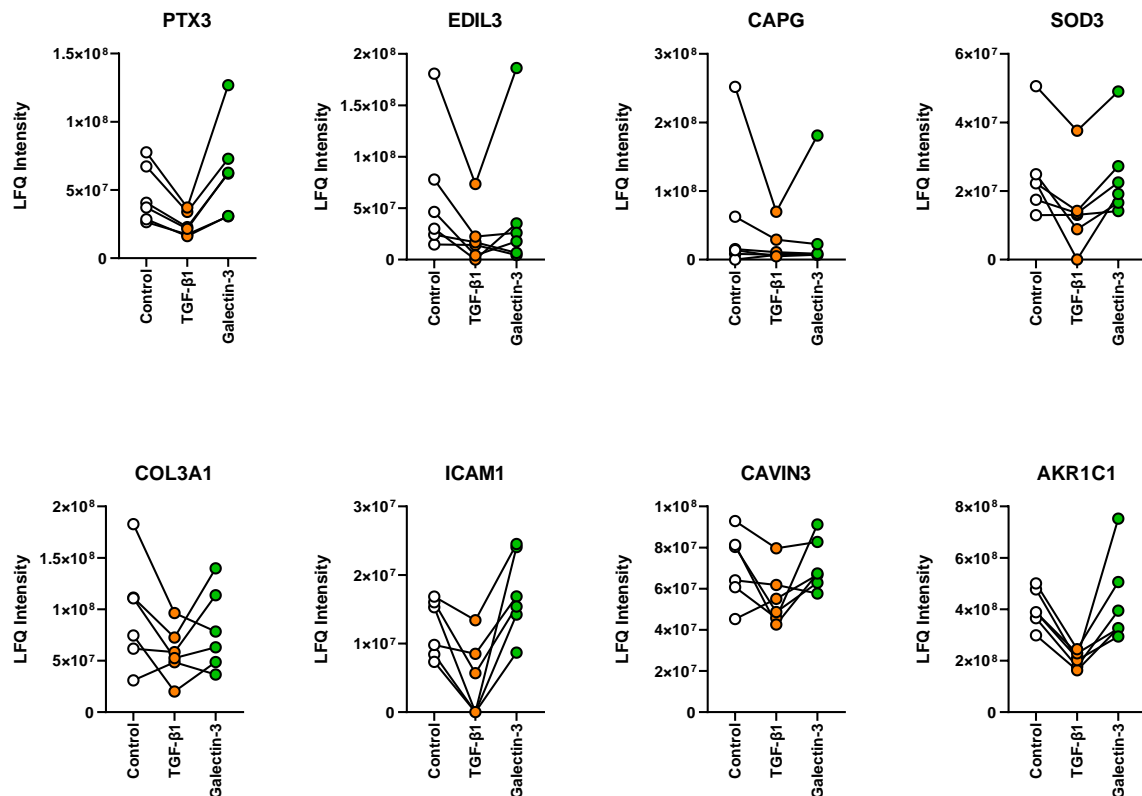 PTX3
LFQ Intensity
1.5×10⁸
1×10⁸
5×10⁷
0
Control
TGF-β1
Galectin-3
EDIL3
LFQ Intensity
2×10⁸
1.5×10⁸
1×10⁸
5×10⁷
0
Control
TGF-β1
Galectin-3
CAPG
LFQ Intensity
3×10⁸
2×10⁸
1×10⁸
0
Control
TGF-β1
Galectin-3
SOD3
LFQ Intensity
6×10⁷
4×10⁷
2×10⁷
0
Control
TGF-β1
Galectin-3
COL3A1
LFQ Intensity
2×10⁸
1.5×10⁸
1×10⁸
5×10⁷
0
Control
TGF-β1
Galectin-3
ICAM1
LFQ Intensity
3×10⁷
2×10⁷
1×10⁷
0
Control
TGF-β1
Galectin-3
CAVIN3
LFQ Intensity
1×10⁸
8×10⁷
6×10⁷
4×10⁷
2×10⁷
0
Control
TGF-β1
Galectin-3
AKR1C1
LFQ Intensity
8×10⁸
6×10⁸
4×10⁸
2×10⁸
0
Control
TGF-β1
Galectin-3